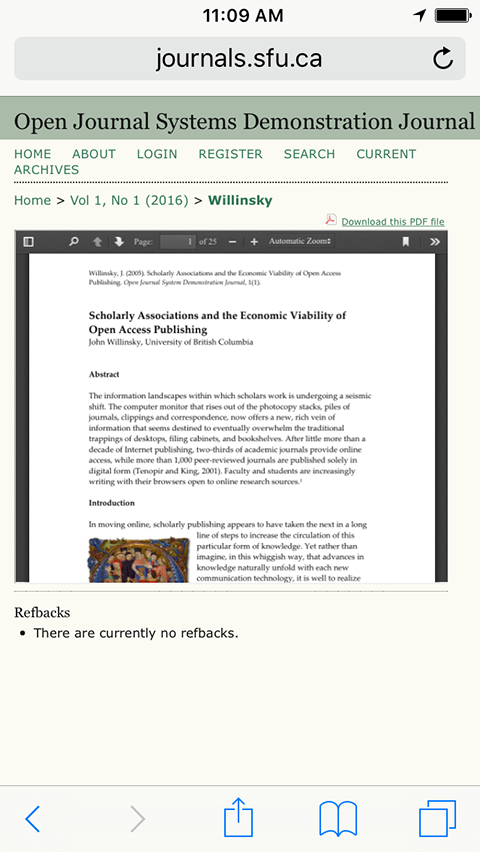 11:09 AM
journals.sfu.ca
Open Journal Systems Demonstration Journal
HOME ABOUT LOGIN REGISTER SEARCH CURRENT
ARCHIVES
Home > Vol 1, No 1 (2016) > Willinsky
Download this PDF file
Page: 1 of 25 Automatic Zoom
Willinsky, J. (2005). Scholarly Associations and the Economic Viability of Open Access
Publishing. Open Journal System Demonstration Journal, 1(1).
Scholarly Associations and the Economic Viability of
Open Access Publishing
John Willinsky, University of British Columbia
Abstract
The information landscapes within which scholars work is undergoing a seismic
shift. The computer monitor that rises out of the photocopy stacks, piles of
journals, clippings and correspondence, now offers a new, rich vein of
information that seems destined to eventually overwhelm the traditional
trappings of desktops, filing cabinets, and bookshelves. After little more than a
decade of Internet publishing, two-thirds of academic journals provide online
access, while more than 1,000 peer-reviewed journals are published solely in
digital form (Tenopir and King, 2001). Faculty and students are increasingly
writing with their browsers open to online research sources.¹
Introduction
In moving online, scholarly publishing appears to have taken the next in a long
line of steps to increase the circulation of this
particular form of knowledge. Yet rather than
imagine, in this whiggish way, that advances in
knowledge naturally unfold with each new
communication technology, it is well to realize
Refbacks
• There are currently no refbacks.